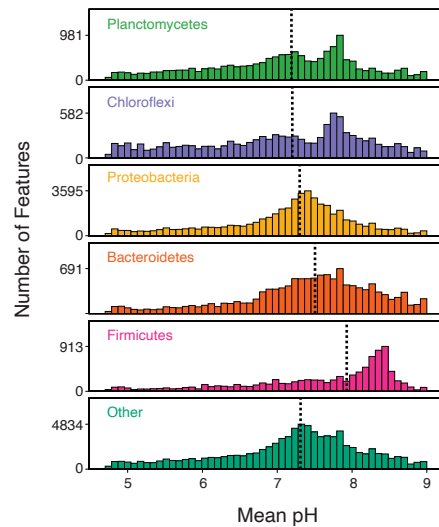 Number of Features
Planctomycetes
981
0
Chloroflexi
582
0
Proteobacteria
3595
0
Bacteroidetes
691
Firmicutes
913
0
Other
4834
0
5 6 7 8 9
Mean pH